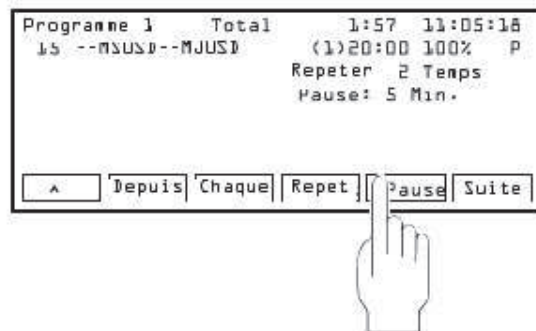 Programme 1 Total 1:57 11:05:18
15 --MSUSD--MJUSD (1)20:00 100% P
Repeter 2 Temps
Pause: 5 Min.
^ Depuis Chaque Repet. Pause Suite